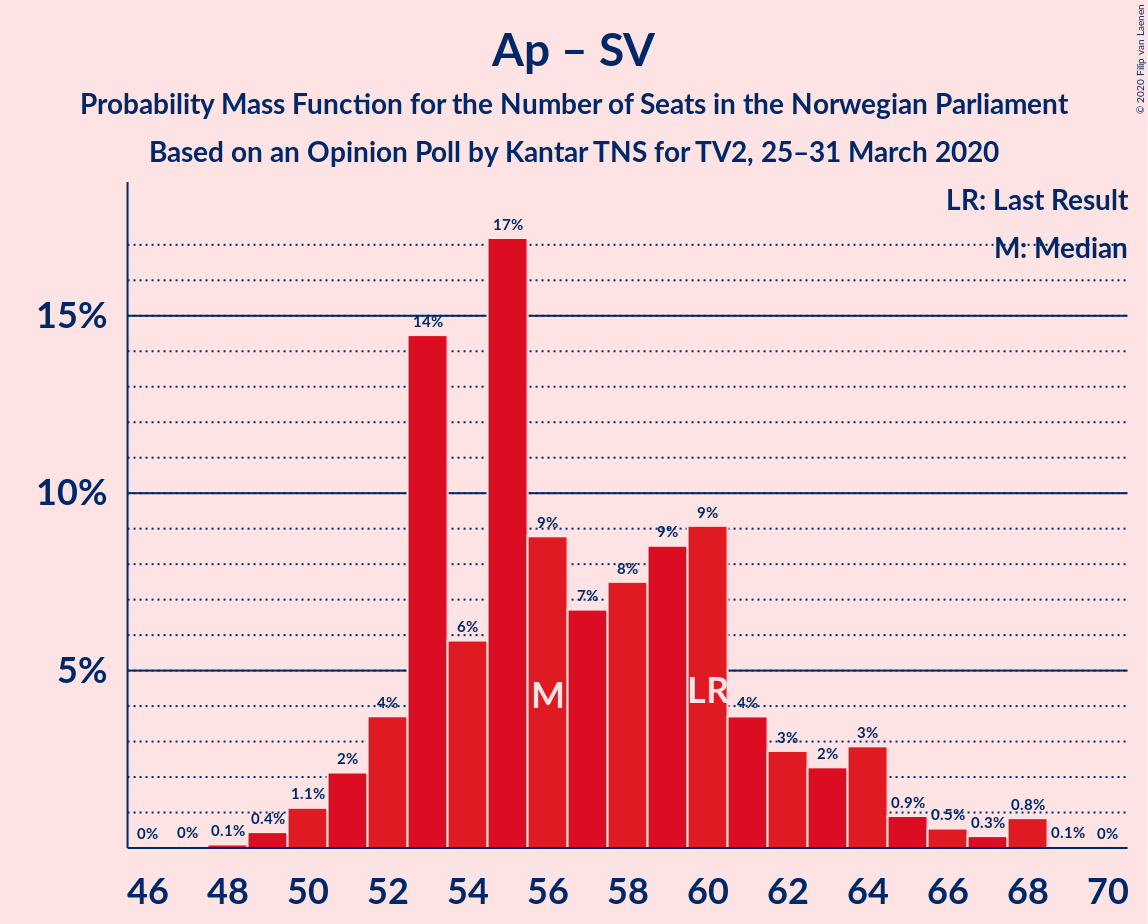 Ap – SV
Probability Mass Function for the Number of Seats in the Norwegian Parliament
Based on an Opinion Poll by Kantar TNS for TV2, 25–31 March 2020
© 2020 Filip van Laenen
LR: Last Result
M: Median
15%
10%
5%
0% 0% 0.1% 0.4% 1.1% 2% 4% 14% 6% 17% 9% 7% 8% 9% 9% 4% 3% 2% 3% 0.9% 0.5% 0.3% 0.8% 0.1% 0%
M LR
46 48 50 52 54 56 58 60 62 64 66 68 70